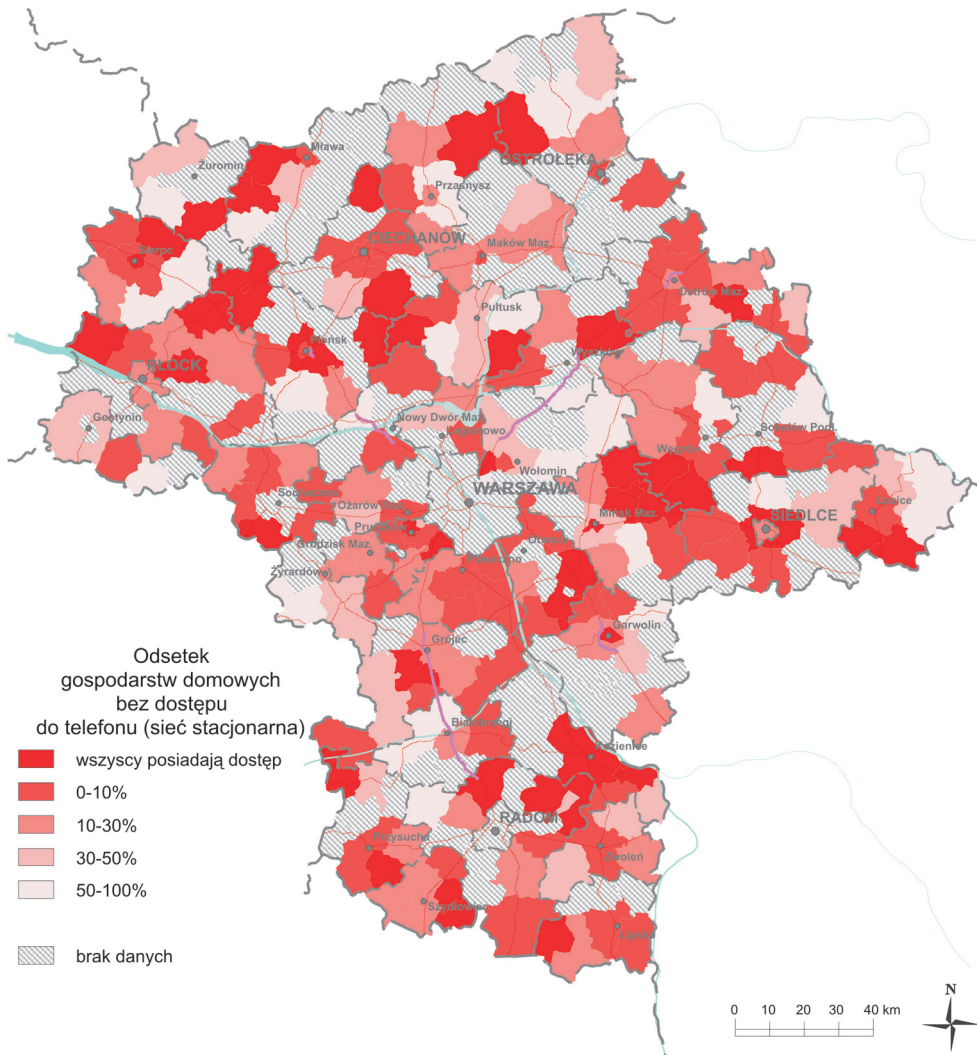 Mława
OSTROŁĘKA
Żuromin
Przasnysz
CIECHANÓW
Sierpc
Maków Maz.
Ostrów Maz.
Pułtusk
Płońsk
Wyszków
PŁOCK
Gostynin
Nowy Dwór Maz.
Legionowo
Sokołów Podl.
Węgrów
Wołomin
WARSZAWA
Sochaczew
Łosice
Ożarów Maz.
Mińsk Maz.
SIEDLCE
Pruszków
Grodzisk Maz.
Otwock
Piaseczno
Żyrardów
Garwolin
Grójec
Odsetek
gospodarstw domowych
bez dostępu
do telefonu (sieć stacjonarna)
Białobrzegi
Kozienice
wszyscy posiadają dostęp
0-10%
10-30%
30-50%
50-100%
brak danych
RADOM
Przysucha
Zwoleń
Szydłowiec
Lipsko
N
0 10 20 30 40 km